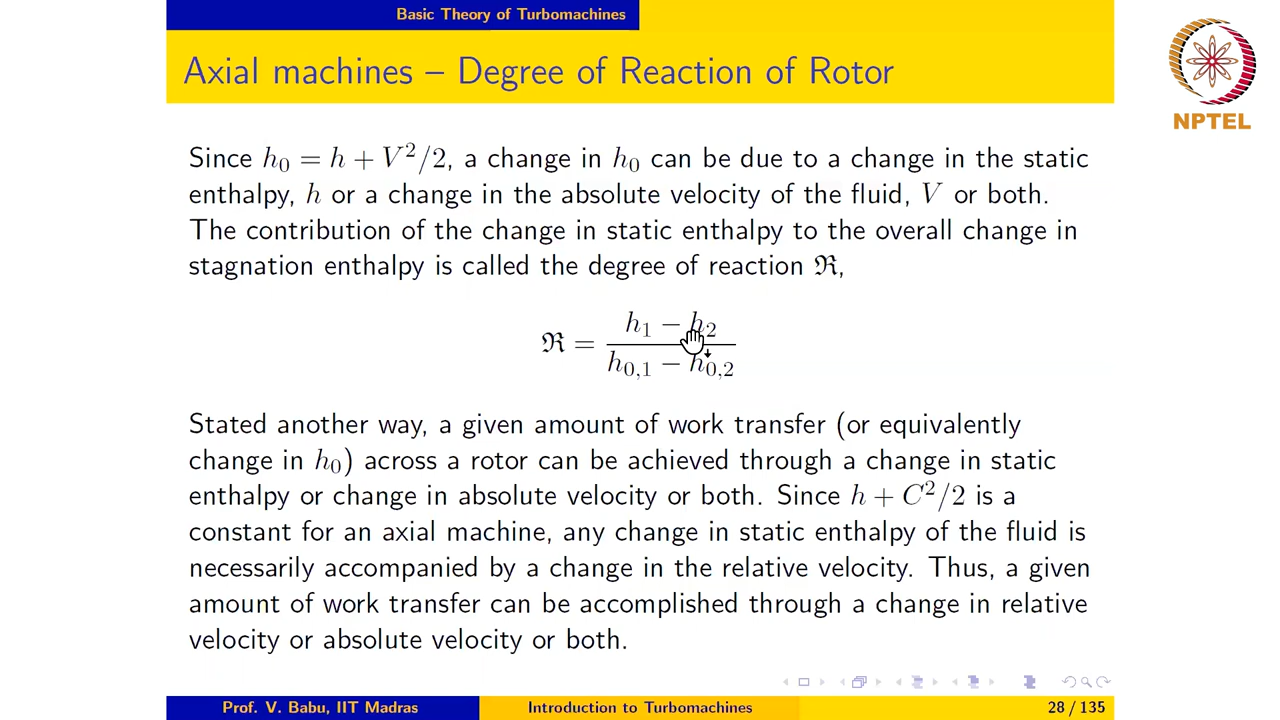 Basic Theory of Turbomachines
Axial machines – Degree of Reaction of Rotor
NPTEL
Since h₀ = h + V²/2, a change in h₀ can be due to a change in the static
enthalpy, h or a change in the absolute velocity of the fluid, V or both.
The contribution of the change in static enthalpy to the overall change in
stagnation enthalpy is called the degree of reaction ℜ,
ℜ = (h₁ − h₂) / (h₀,₁ − h₀,₂)
Stated another way, a given amount of work transfer (or equivalently
change in h₀) across a rotor can be achieved through a change in static
enthalpy or change in absolute velocity or both. Since h + C²/2 is a
constant for an axial machine, any change in static enthalpy of the fluid is
necessarily accompanied by a change in the relative velocity. Thus, a given
amount of work transfer can be accomplished through a change in relative
velocity or absolute velocity or both.
Prof. V. Babu, IIT Madras
Introduction to Turbomachines
28 / 135